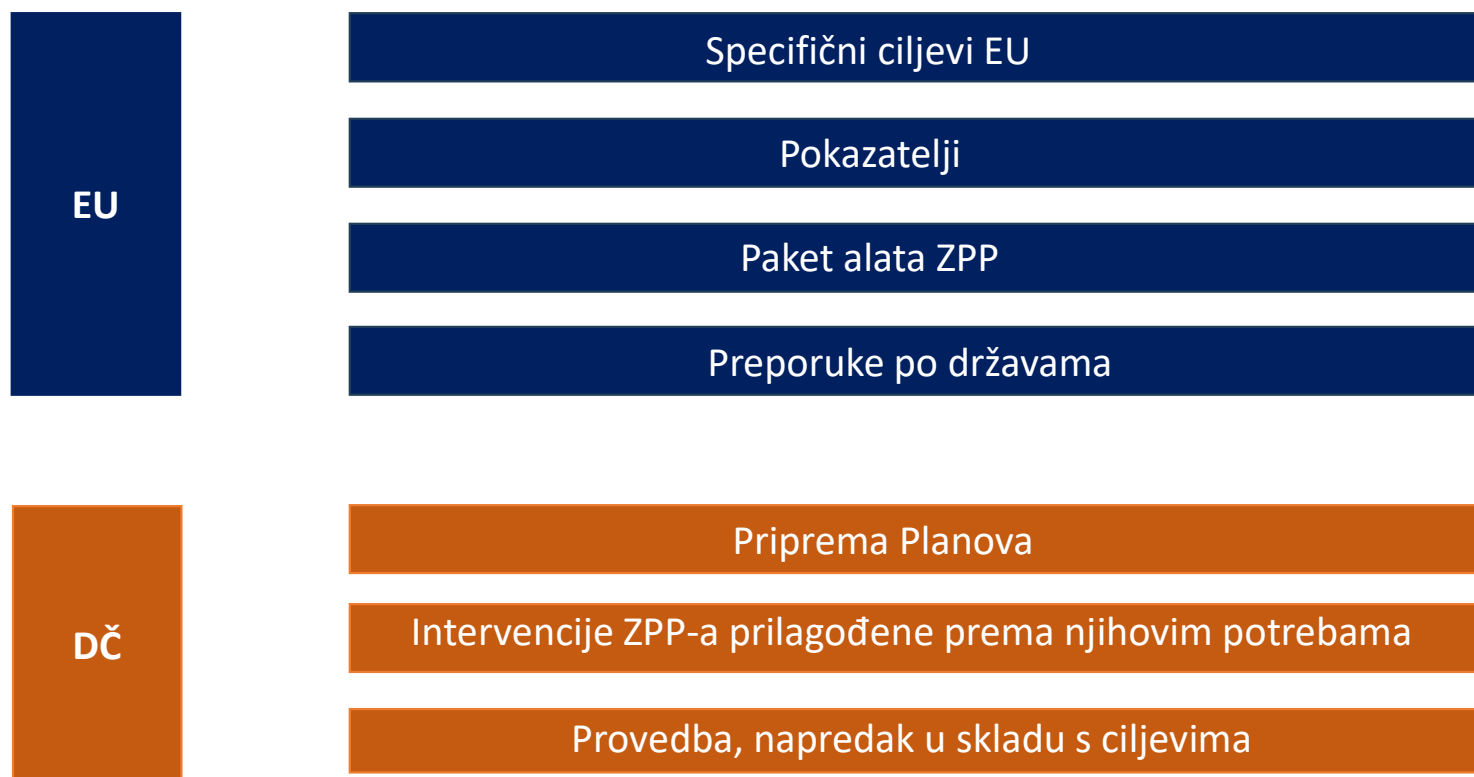 EU
Specifični ciljevi EU
Pokazatelji
Paket alata ZPP
Preporuke po državama
DČ
Priprema Planova
Intervencije ZPP-a prilagođene prema njihovim potrebama
Provedba, napredak u skladu s ciljevima